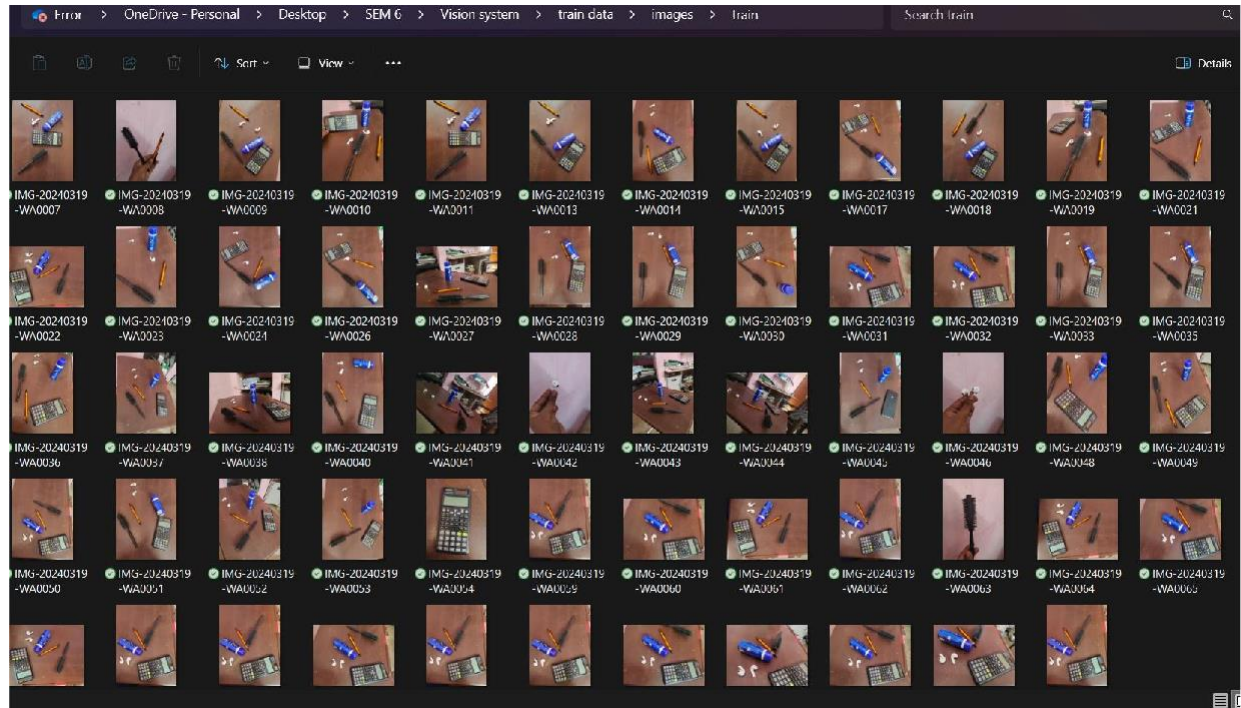 Error > OneDrive - Personal > Desktop > SEM 6 > Vision system > train data > images > train
Search train
Sort
View
Details
IMG-20240319 IMG-20240319 IMG-20240319 IMG-20240319 IMG-20240319 IMG-20240319 IMG-20240319 IMG-20240319 IMG-20240319 IMG-20240319 IMG-20240319 IMG-20240319
-WA0007 -WA0008 -WA0009 -WA0010 -WA0011 -WA0013 -WA0014 -WA0015 -WA0017 -WA0018 -WA0019 -WA0021
IMG-20240319 IMG-20240319 IMG-20240319 IMG-20240319 IMG-20240319 IMG-20240319 IMG-20240319 IMG-20240319 IMG-20240319 IMG-20240319 IMG-20240319 IMG-20240319
-WA0022 -WA0023 -WA0024 -WA0026 -WA0027 -WA0028 -WA0029 -WA0030 -WA0031 -WA0032 -WA0033 -WA0035
IMG-20240319 IMG-20240319 IMG-20240319 IMG-20240319 IMG-20240319 IMG-20240319 IMG-20240319 IMG-20240319 IMG-20240319 IMG-20240319 IMG-20240319 IMG-20240319
-WA0036 -WA0037 -WA0038 -WA0040 -WA0041 -WA0042 -WA0043 -WA0044 -WA0045 -WA0046 -WA0048 -WA0049
IMG-20240319 IMG-20240319 IMG-20240319 IMG-20240319 IMG-20240319 IMG-20240319 IMG-20240319 IMG-20240319 IMG-20240319 IMG-20240319 IMG-20240319 IMG-20240319
-WA0050 -WA0051 -WA0052 -WA0053 -WA0054 -WA0059 -WA0060 -WA0061 -WA0062 -WA0063 -WA0064 -WA0065